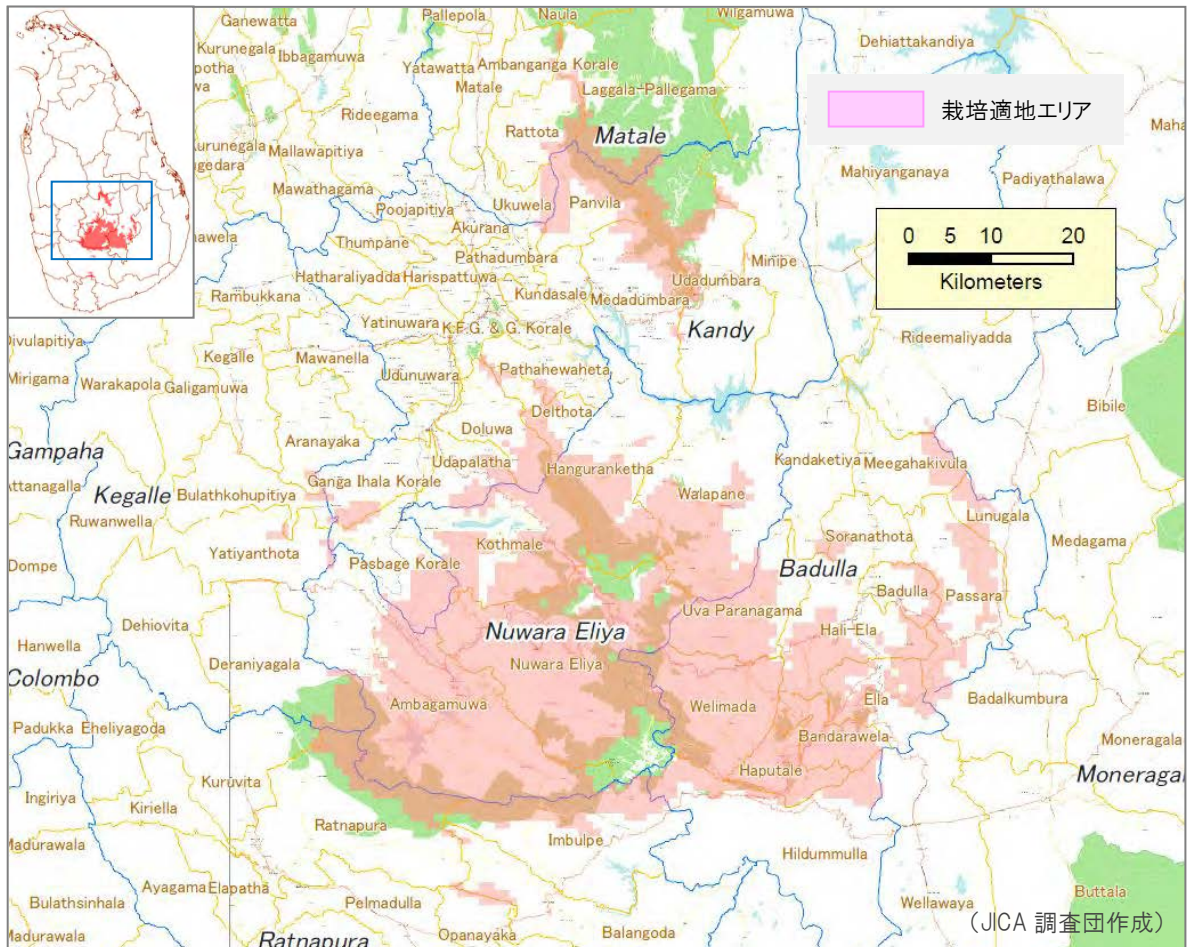 Pallepola
Naula
Wilgamuwa
Ganewatta
Kurunegala
Ibbagamuwa
Dehiattakandiya
Yatawatta
Ambanganga Korale
Matale
Laggala-Pallegama
栽培適地エリア
Rideegama
Rattota
Matale
Mallawapitiya
Mahiyanganaya
Padiyathalawa
Mawathagama
Ukuwela
Panvila
Poojapitiya
Akurana
0 5 10 20
Kilometers
Thumpane
Pathadumbara
Minipe
Hatharaliyadda
Harispattuwa
Udadumbara
Rambukkana
Kundasale
Medadumbara
Yatinuwara
K.F.G. & G. Korale
Kandy
Divulapitiya
Rideemaliyadda
Kegalle
Mawanella
Mirigama
Warakapola
Galigamuwa
Udunuwara
Pathahewaheta
Bibile
Delthota
Doluwa
Aranayaka
Gampaha
Udapalatha
Hanguranketha
Kandaketiya
Meegahakivula
Attanagalla
Kegalle
Bulathkohupitiya
Ganga Ihala Korale
Walapane
Ruwanwella
Lunugala
Yatiyanthota
Kothmale
Soranathota
Medagama
Dompe
Pasbage Korale
Badulla
Badulla
Passara
Uva Paranagama
Dehiovita
Nuwara Eliya
Hali-Ela
Hanwella
Deraniyagala
Nuwara Eliya
Colombo
Ambagamuwa
Welimada
Ella
Badalkumbura
Padukka
Eheliyagoda
Bandarawela
Moneragala
Haputale
Moneragal
Kuruvita
Ingiriya
Kiriella
Ratnapura
Imbulpe
Hildummulla
Madurawala
Ayagama
Elapatha
Buttala
Bulathsinhala
Pelmadulla
Wellawaya
（JICA 調査団作成）
Madurawala
Ratnapura
Opanayaka
Balangoda